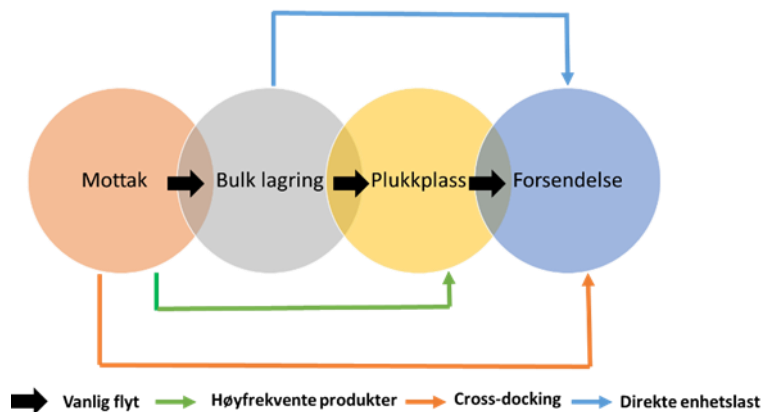 Mottak
Bulk lagring
Plukkplass
Forsendelse
Vanlig flyt
Høyfrekvente produkter
Cross-docking
Direkte enhetslast